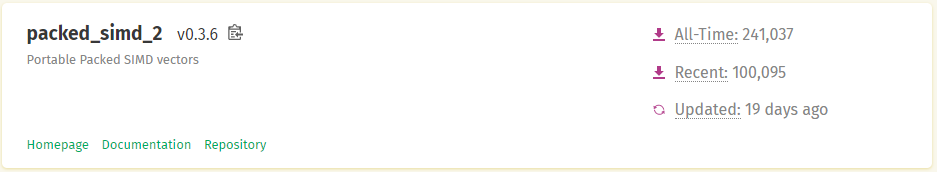 packed_simd_2 v0.3.6
Portable Packed SIMD vectors
All-Time: 241,037
Recent: 100,095
Updated: 19 days ago
Homepage Documentation Repository